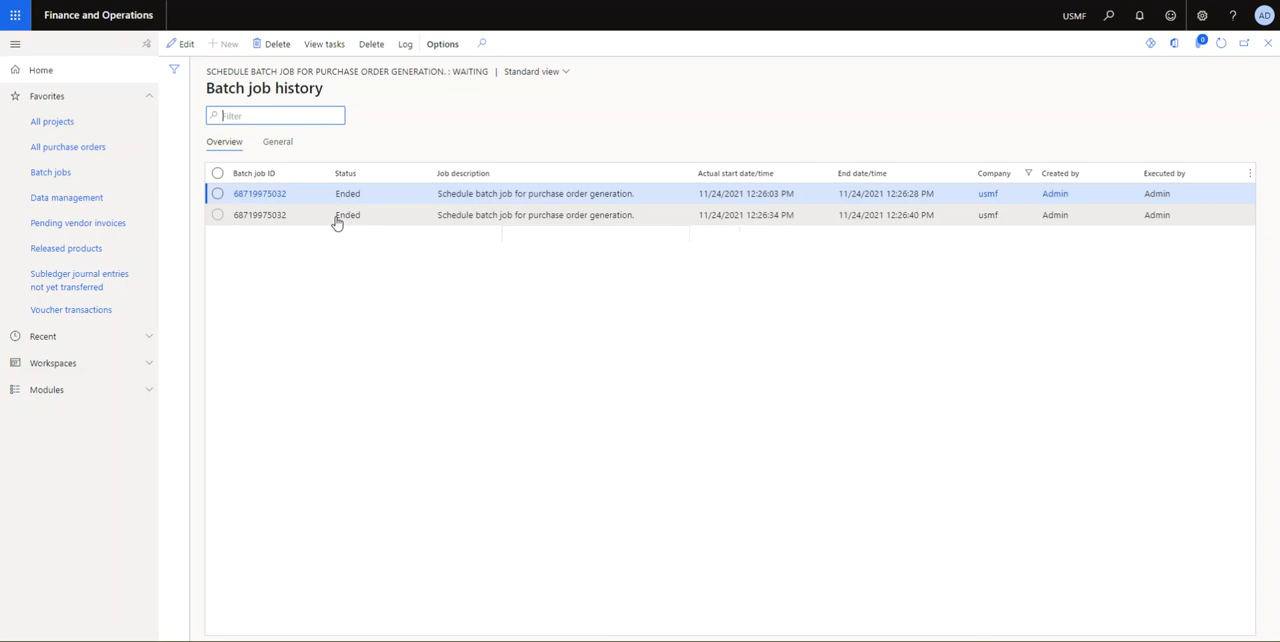 Finance and Operations
USMF
?
AD
Edit
New
Delete
View tasks
Delete
Log
Options
0
Home
Favorites
All projects
All purchase orders
Batch jobs
Data management
Pending vendor invoices
Released products
Subledger journal entries
not yet transferred
Voucher transactions
Recent
Workspaces
Modules
SCHEDULE BATCH JOB FOR PURCHASE ORDER GENERATION. : WAITING | Standard view
Batch job history
Filter
Overview General
Batch job ID Status Job description Actual start date/time End date/time Company Created by Executed by
68719975032 Ended Schedule batch job for purchase order generation. 11/24/2021 12:26:03 PM 11/24/2021 12:26:28 PM usmf Admin Admin
68719975032 Ended Schedule batch job for purchase order generation. 11/24/2021 12:26:34 PM 11/24/2021 12:26:40 PM usmf Admin Admin